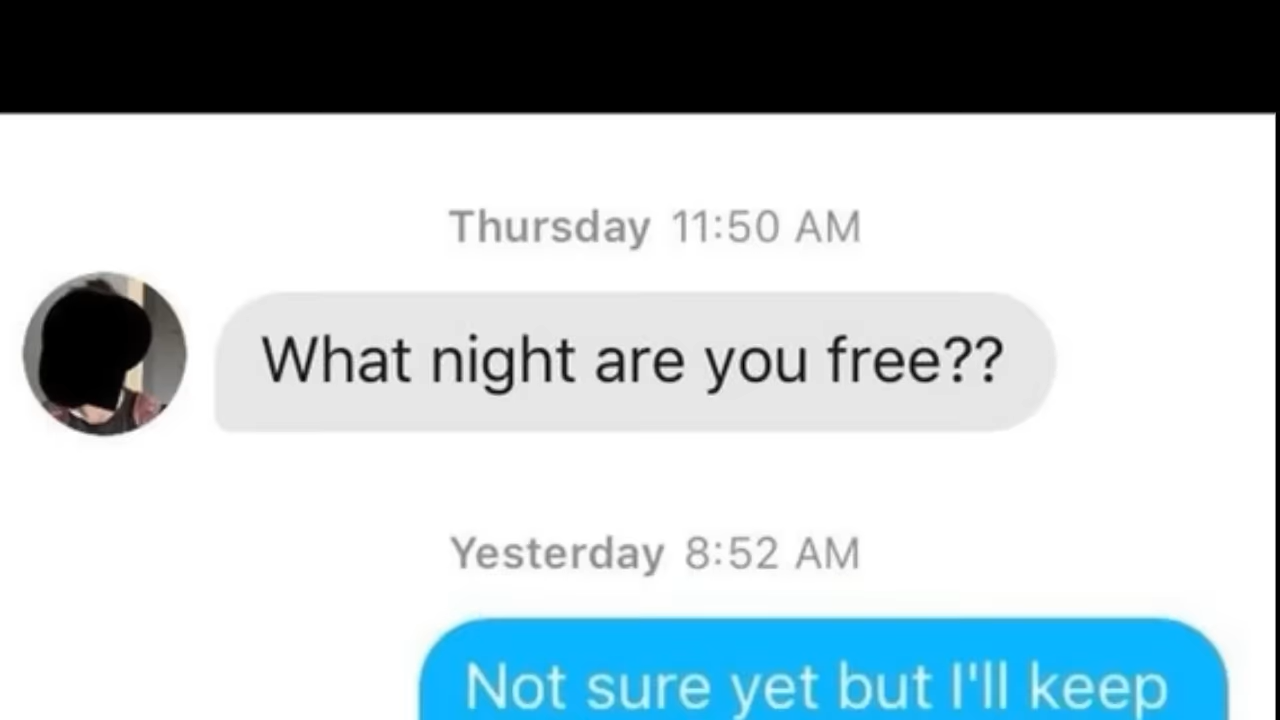 Thursday 11:50 AM
What night are you free??
Yesterday 8:52 AM
Not sure yet but I'll keep